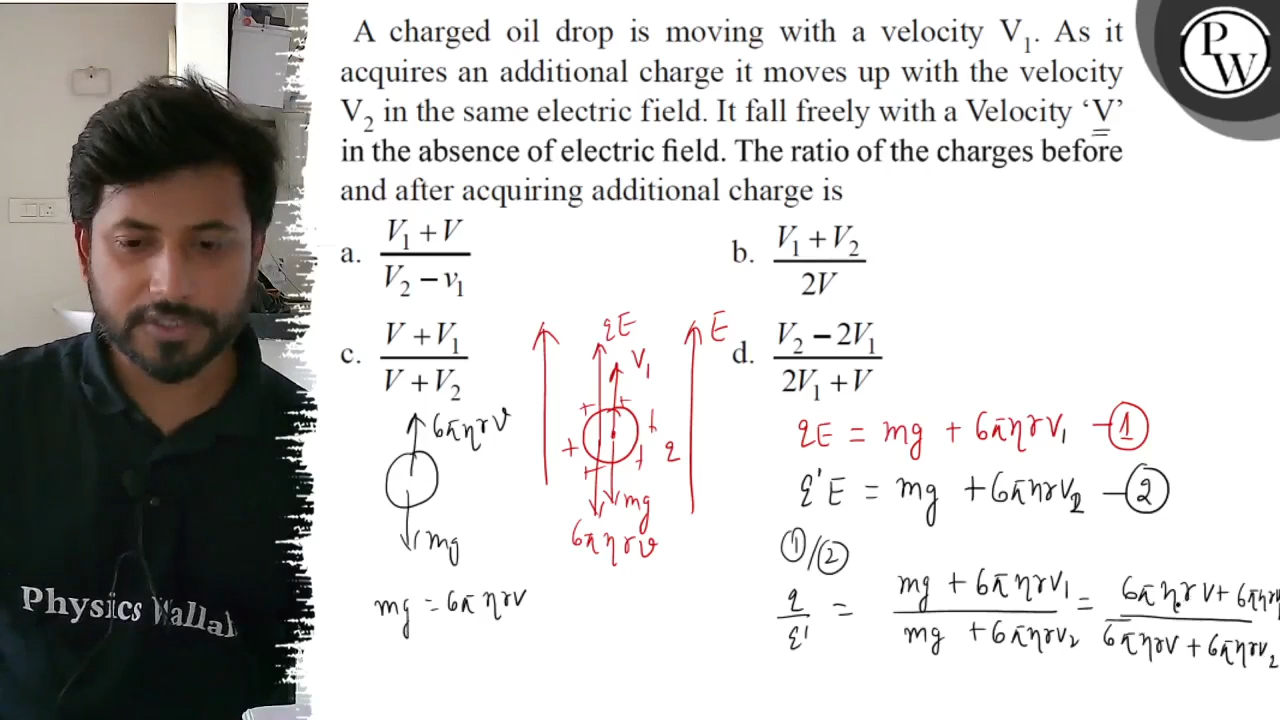 A charged oil drop is moving with a velocity V₁. As it
acquires an additional charge it moves up with the velocity
V₂ in the same electric field. It fall freely with a Velocity ‘V’
in the absence of electric field. The ratio of the charges before
and after acquiring additional charge is
a. (V₁ + V)/(V₂ − v₁)
b. (V₁ + V₂)/(2V)
c. (V + V₁)/(V + V₂)
d. (V₂ − 2V₁)/(2V₁ + V)
6πηrv
mg
mg = 6πηrv
qE
V₁
E
+ + + + + +
q
mg
6πηrv
qE = mg + 6πηrv₁ —①
q'E = mg + 6πηrv₂ —②
①/②
q/q' = (mg + 6πηrv₁)/(mg + 6πηrv₂) = (6πηrv + 6πηrv)/(6πηrv + 6πηrv₂)
PW
Physics Wallah